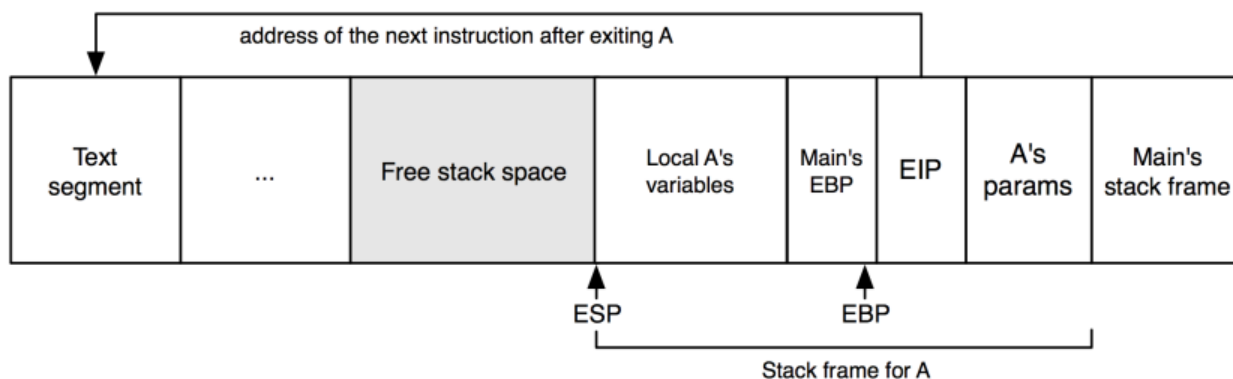 address of the next instruction after exiting A
Text
segment
...
Free stack space
Local A's
variables
Main's
EBP
EIP
A's
params
Main's
stack frame
ESP
EBP
Stack frame for A